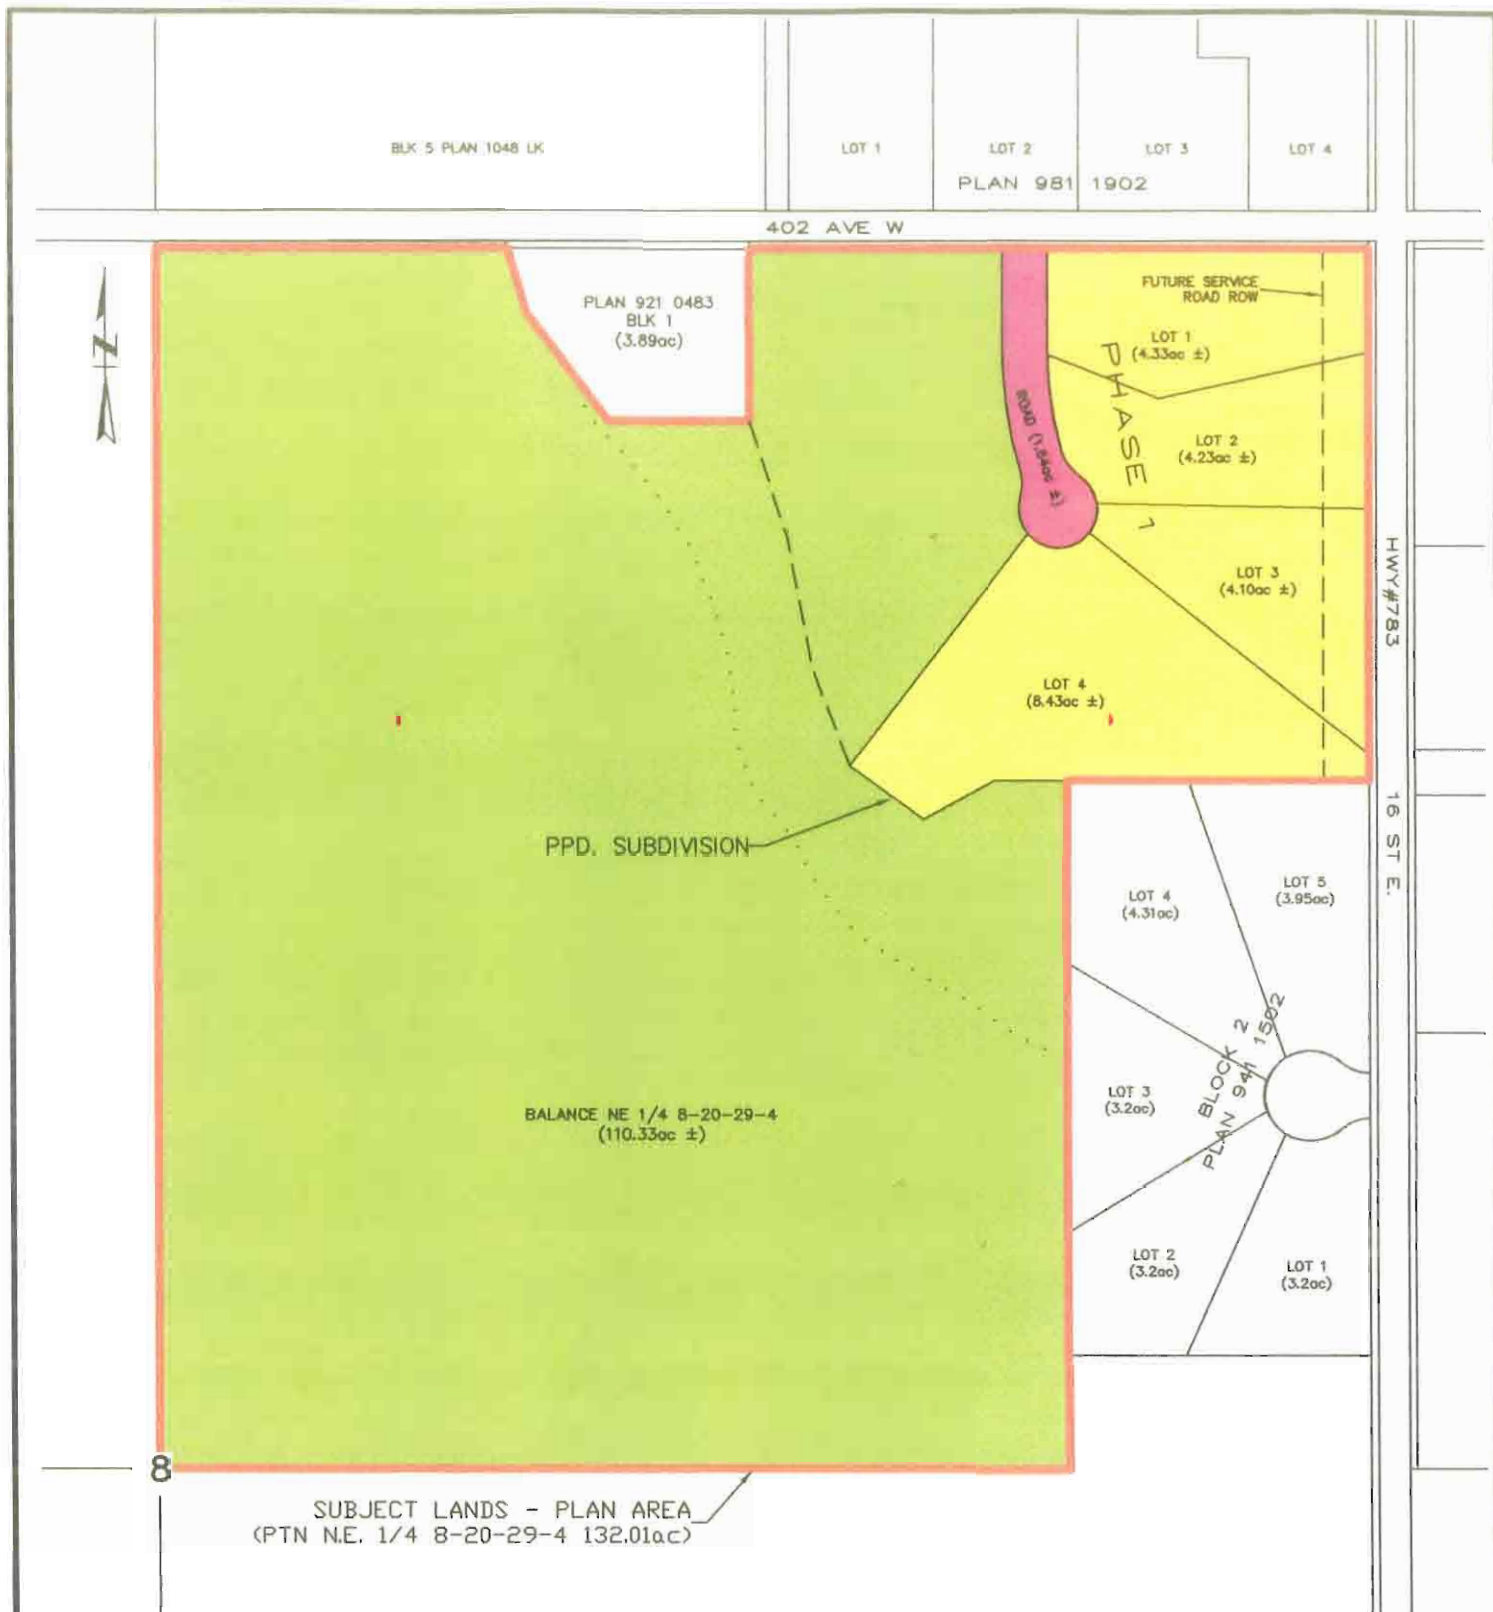 BLK 5 PLAN 1048 LK
LOT 1
LOT 2
LOT 3
LOT 4
PLAN 981 1902
402 AVE W
PLAN 921 0483
BLK 1
(3.89ac)
FUTURE SERVICE
ROAD ROW
LOT 1
(4.33ac ±)
PHASE 1
ROAD
LOT 2
(4.23ac ±)
N
LOT 3
(4.10ac ±)
HWY#783
LOT 4
(8.43ac ±)
PPD. SUBDIVISION
16 ST E.
LOT 4
(4.31ac)
LOT 5
(3.95ac)
BLOCK 2
PLAN 941 1502
LOT 3
(3.2ac)
BALANCE NE 1/4 8-20-29-4
(110.33ac ±)
LOT 2
(3.2ac)
LOT 1
(3.2ac)
8
SUBJECT LANDS - PLAN AREA
(PTN N.E. 1/4 8-20-29-4 132.01ac)